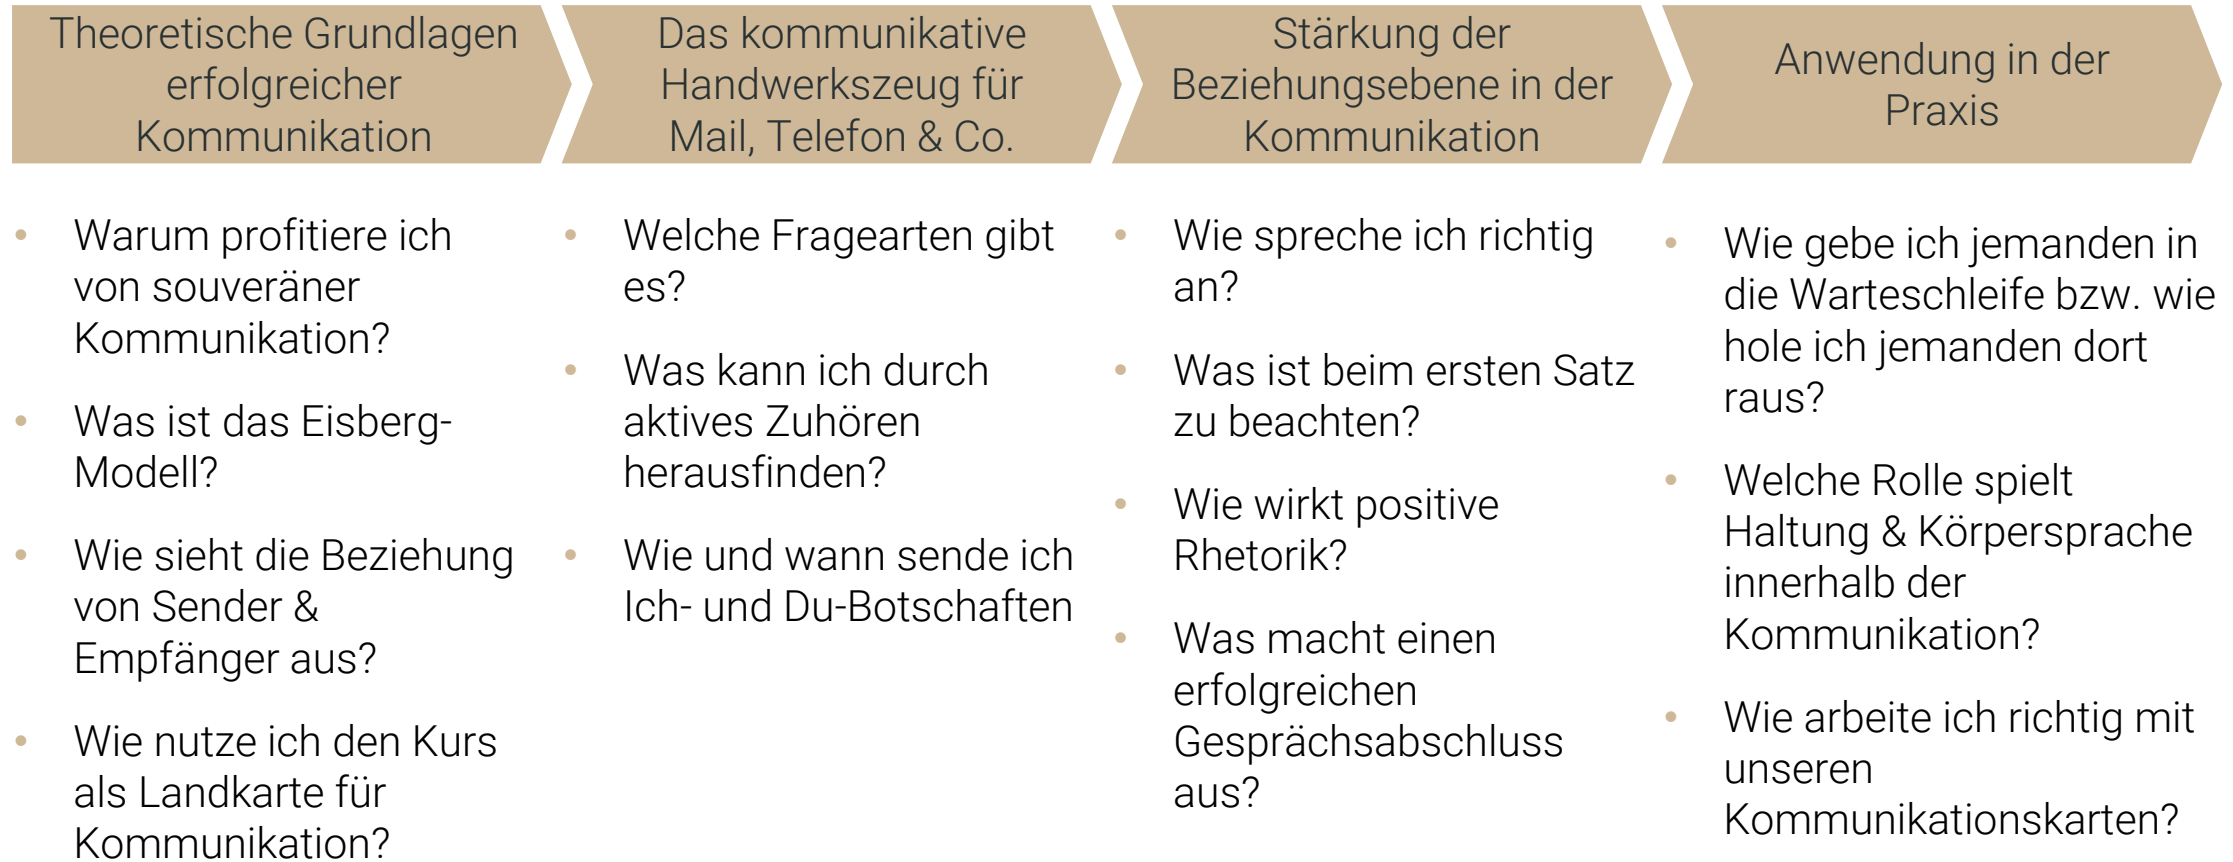 Theoretische Grundlagen
erfolgreicher
Kommunikation
Das kommunikative
Handwerkszeug für
Mail, Telefon & Co.
Stärkung der
Beziehungsebene in der
Kommunikation
Anwendung in der
Praxis
• Warum profitiere ich
von souveräner
Kommunikation?
• Was ist das Eisberg-
Modell?
• Wie sieht die Beziehung
von Sender &
Empfänger aus?
• Wie nutze ich den Kurs
als Landkarte für
Kommunikation?
• Welche Fragearten gibt
es?
• Was kann ich durch
aktives Zuhören
herausfinden?
• Wie und wann sende ich
Ich- und Du-Botschaften
• Wie spreche ich richtig
an?
• Was ist beim ersten Satz
zu beachten?
• Wie wirkt positive
Rhetorik?
• Was macht einen
erfolgreichen
Gesprächsabschluss
aus?
• Wie gebe ich jemanden in
die Warteschleife bzw. wie
hole ich jemanden dort
raus?
• Welche Rolle spielt
Haltung & Körpersprache
innerhalb der
Kommunikation?
• Wie arbeite ich richtig mit
unseren
Kommunikationskarten?